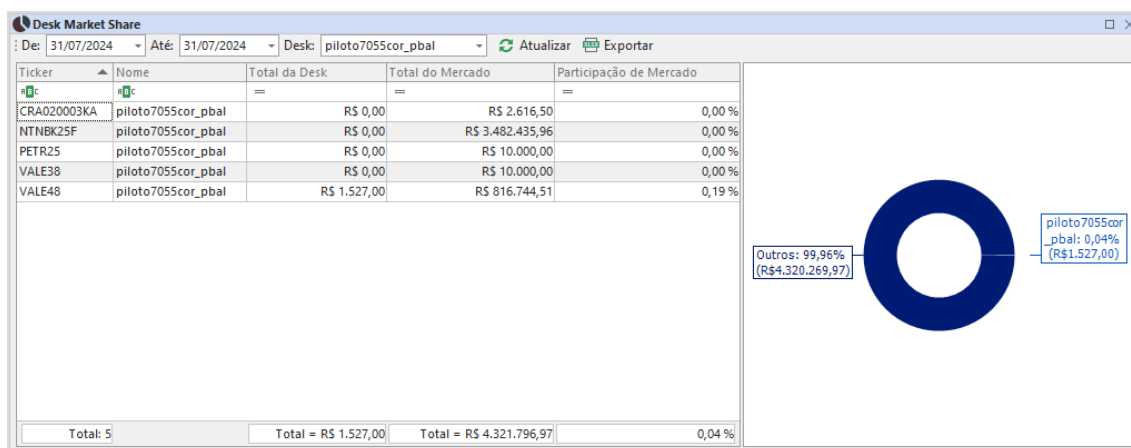 Desk Market Share
De: 31/07/2024 Até: 31/07/2024 Desk: piloto7055cor_pbal Atualizar Exportar
Ticker Nome Total da Desk Total do Mercado Participação de Mercado
ABC ABC = = =
CRA020003KA piloto7055cor_pbal R$ 0,00 R$ 2.616,50 0,00 %
NTNBK25F piloto7055cor_pbal R$ 0,00 R$ 3.482.435,96 0,00 %
PETR25 piloto7055cor_pbal R$ 0,00 R$ 10.000,00 0,00 %
VALE38 piloto7055cor_pbal R$ 0,00 R$ 10.000,00 0,00 %
VALE48 piloto7055cor_pbal R$ 1.527,00 R$ 816.744,51 0,19 %
Total: 5 Total = R$ 1.527,00 Total = R$ 4.321.796,97 0,04 %
Outros: 99,96%
(R$4.320.269,97)
piloto7055cor
_pbal: 0,04%
(R$1.527,00)